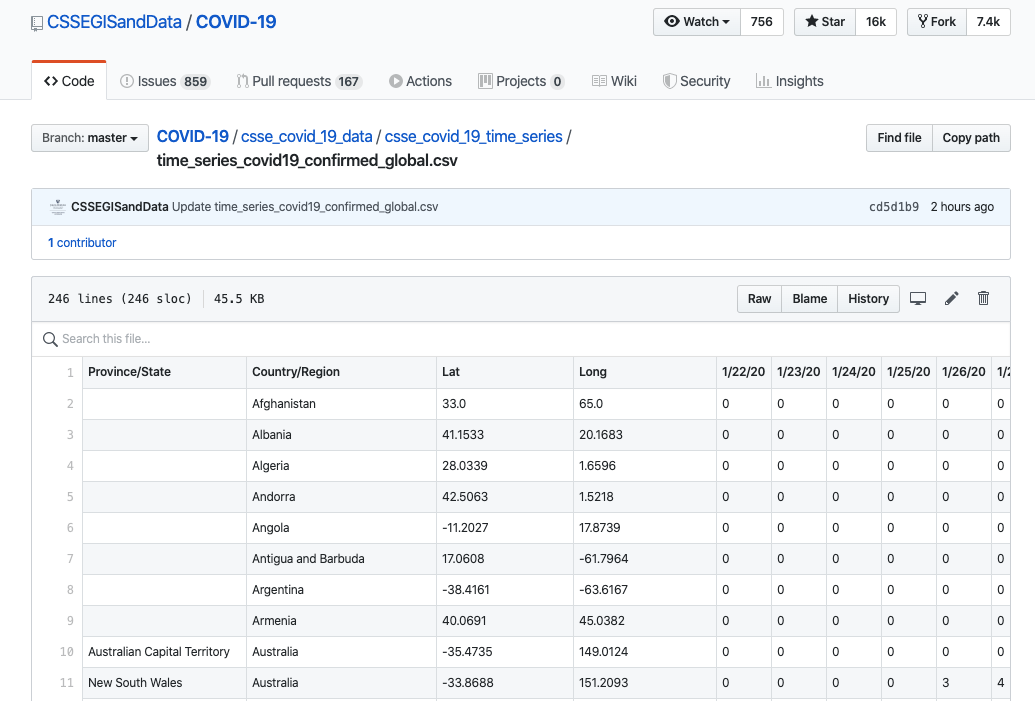 CSSEGISandData / COVID-19 Watch 756 Star 16k Fork 7.4k
Code Issues 859 Pull requests 167 Actions Projects 0 Wiki Security Insights
Branch: master COVID-19 / csse_covid_19_data / csse_covid_19_time_series / Find file Copy path
time_series_covid19_confirmed_global.csv
CSSEGISandData Update time_series_covid19_confirmed_global.csv cd5d1b9 2 hours ago
1 contributor
246 lines (246 sloc) 45.5 KB Raw Blame History
Search this file...
1 Province/State Country/Region Lat Long 1/22/20 1/23/20 1/24/20 1/25/20 1/26/20 1/2
2 Afghanistan 33.0 65.0 0 0 0 0 0 0
3 Albania 41.1533 20.1683 0 0 0 0 0 0
4 Algeria 28.0339 1.6596 0 0 0 0 0 0
5 Andorra 42.5063 1.5218 0 0 0 0 0 0
6 Angola -11.2027 17.8739 0 0 0 0 0 0
7 Antigua and Barbuda 17.0608 -61.7964 0 0 0 0 0 0
8 Argentina -38.4161 -63.6167 0 0 0 0 0 0
9 Armenia 40.0691 45.0382 0 0 0 0 0 0
10 Australian Capital Territory Australia -35.4735 149.0124 0 0 0 0 0 0
11 New South Wales Australia -33.8688 151.2093 0 0 0 0 3 4